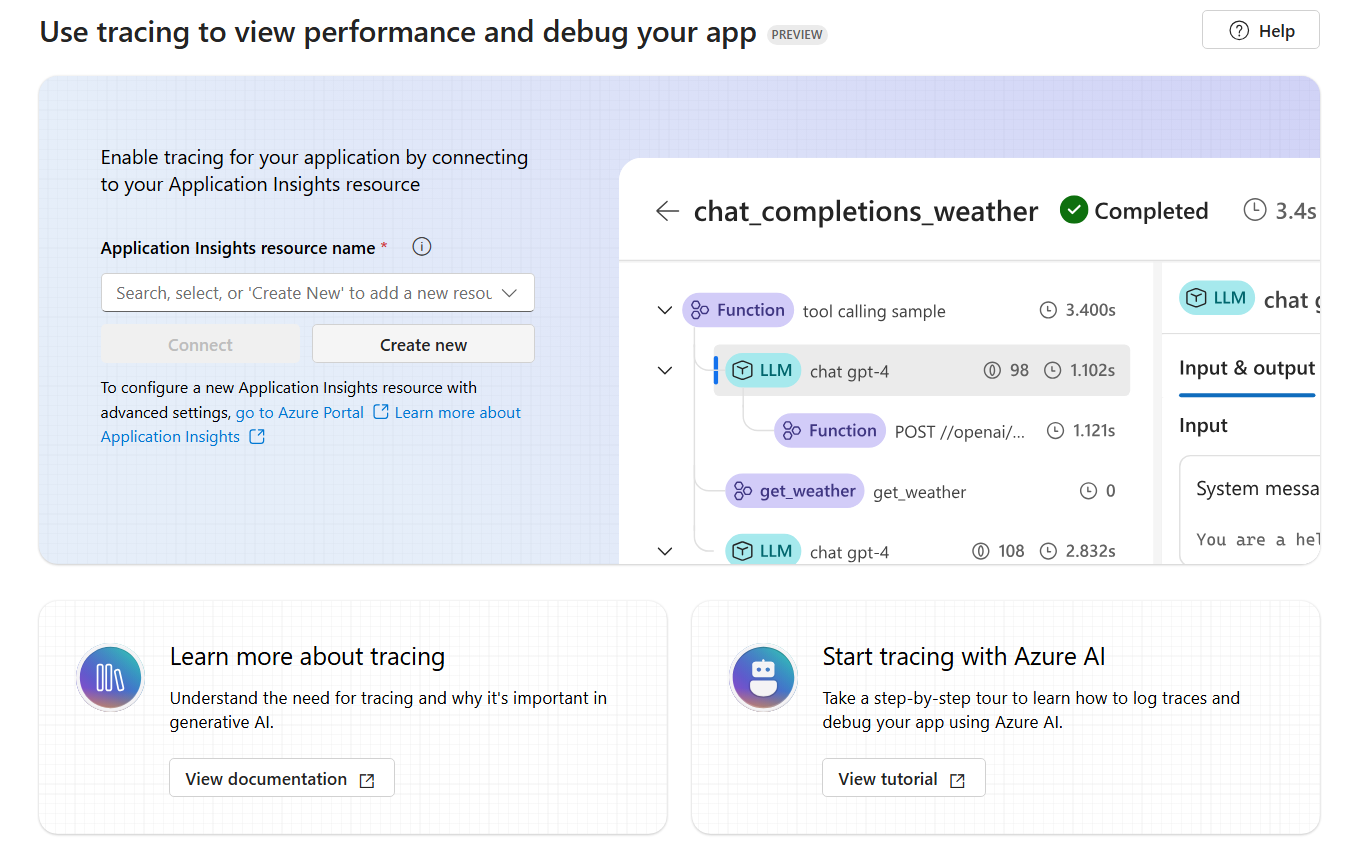 Use tracing to view performance and debug your app PREVIEW
Help
Enable tracing for your application by connecting
to your Application Insights resource
Application Insights resource name *
Search, select, or 'Create New' to add a new resou
Connect
Create new
To configure a new Application Insights resource with
advanced settings, go to Azure Portal Learn more about
Application Insights
chat_completions_weather Completed 3.4s
Function tool calling sample 3.400s
LLM chat gpt-4 98 1.102s
Function POST //openai/... 1.121s
get_weather get_weather 0
LLM chat gpt-4 108 2.832s
LLM chat g
Input & output
Input
System messa
You are a hel
Learn more about tracing
Understand the need for tracing and why it's important in
generative AI.
View documentation
Start tracing with Azure AI
Take a step-by-step tour to learn how to log traces and
debug your app using Azure AI.
View tutorial